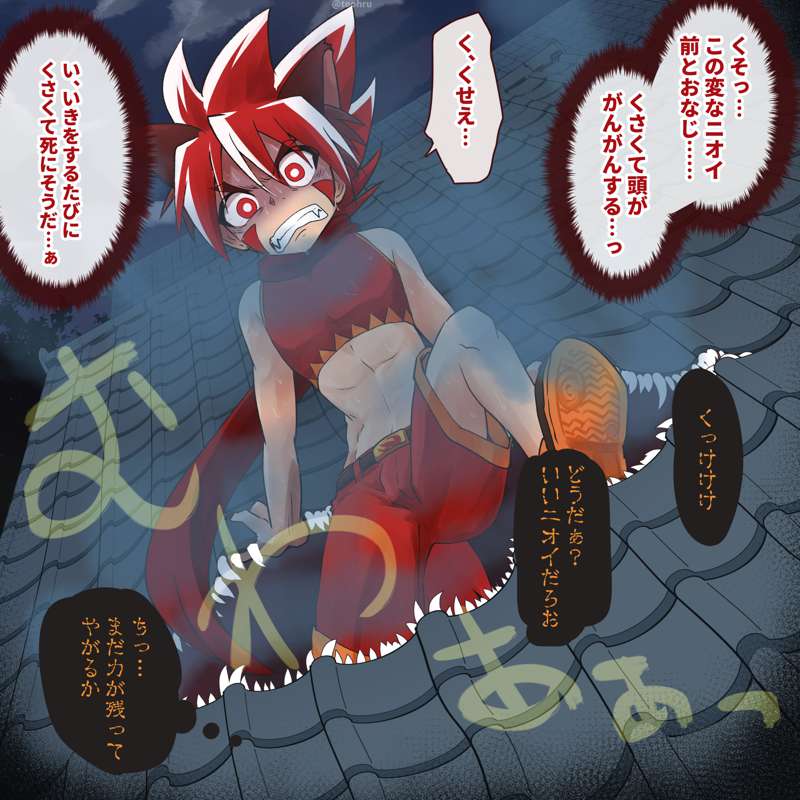 @teohru
くそっ…
この変なニオイ
前とおなじ……
くさくて頭が
がんがんする…っ
く、くせえ…
い、いきをするたびに
くさくて死にそうだ…ぁ
くっけけけ
どうだぁ?
いいニオイだろお
ちっ…
まだ力が残って
やがるか
むわぁあっ